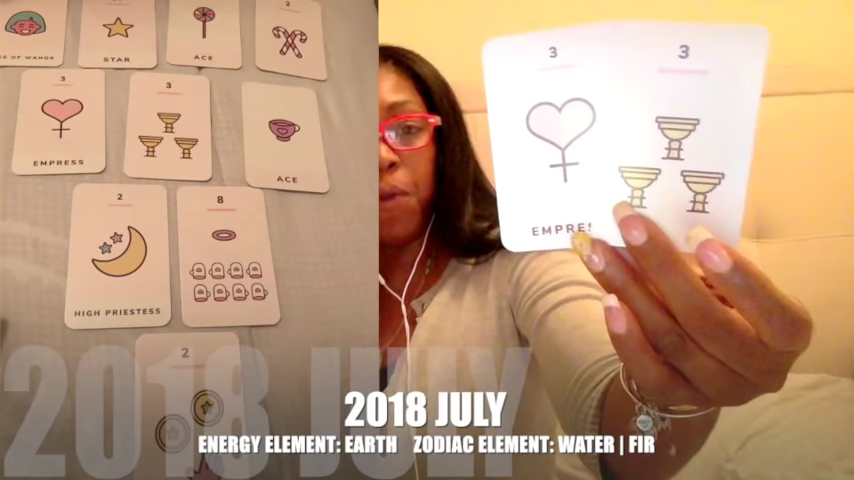 SE OF WANDS
STAR
ACE
2
3
EMPRESS
3
ACE
2
HIGH PRIESTESS
8
2
3
EMPRES
3
2018 JULY
2018 JULY
ENERGY ELEMENT: EARTH ZODIAC ELEMENT: WATER | FIR